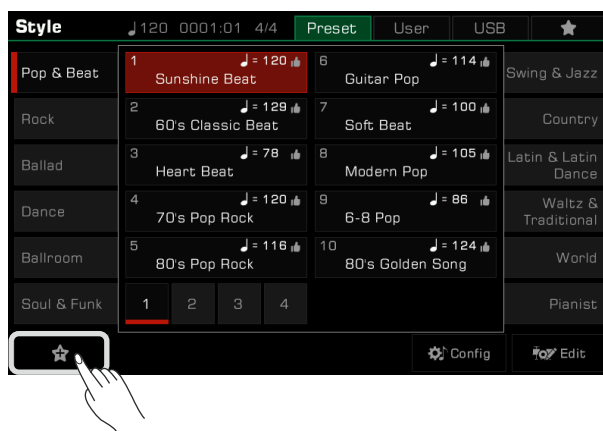 Style
♩120 0001:01 4/4
Preset
User
USB
Pop & Beat
Rock
Ballad
Dance
Ballroom
Soul & Funk
1 ♩= 120
Sunshine Beat
2 ♩= 129
60's Classic Beat
3 ♩= 78
Heart Beat
4 ♩= 120
70's Pop Rock
5 ♩= 116
80's Pop Rock
6 ♩= 114
Guitar Pop
7 ♩= 100
Soft Beat
8 ♩= 105
Modern Pop
9 ♩= 86
6-8 Pop
10 ♩= 124
80's Golden Song
1 2 3 4
Swing & Jazz
Country
Latin & Latin
Dance
Waltz &
Traditional
World
Pianist
Config
Edit